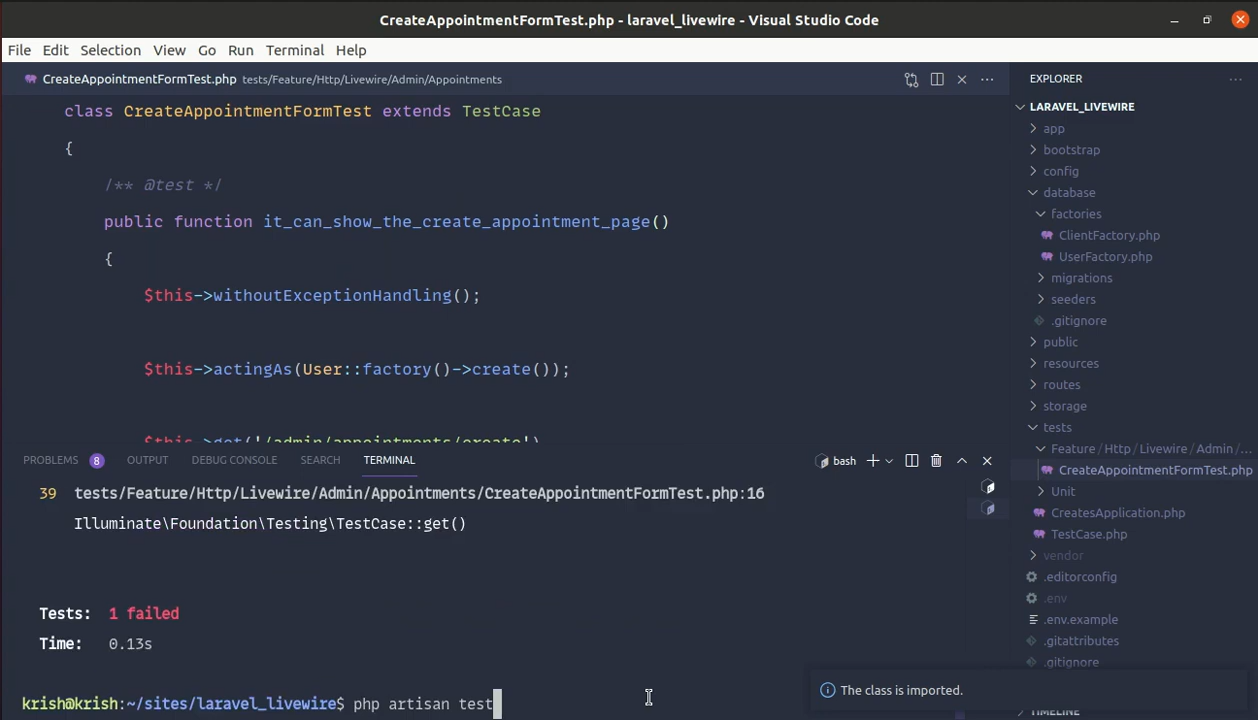 CreateAppointmentFormTest.php - laravel_livewire - Visual Studio Code
File Edit Selection View Go Run Terminal Help
CreateAppointmentFormTest.php tests/Feature/Http/Livewire/Admin/Appointments
class CreateAppointmentFormTest extends TestCase
{
/** @test */
public function it_can_show_the_create_appointment_page()
{
$this->withoutExceptionHandling();
$this->actingAs(User::factory()->create());
$this->get('/admin/appointments/create')
PROBLEMS 8 OUTPUT DEBUG CONSOLE SEARCH TERMINAL
bash
39 tests/Feature/Http/Livewire/Admin/Appointments/CreateAppointmentFormTest.php:16
Illuminate\Foundation\Testing\TestCase::get()
Tests: 1 failed
Time: 0.13s
krish@krish:~/sites/laravel_livewire$ php artisan test
EXPLORER
LARAVEL_LIVEWIRE
app
bootstrap
config
database
factories
ClientFactory.php
UserFactory.php
migrations
seeders
.gitignore
public
resources
routes
storage
tests
Feature / Http / Livewire / Admin / ...
CreateAppointmentFormTest.php
Unit
CreatesApplication.php
TestCase.php
vendor
.editorconfig
.env
.env.example
.gitattributes
.gitignore
The class is imported.
TIMELINE